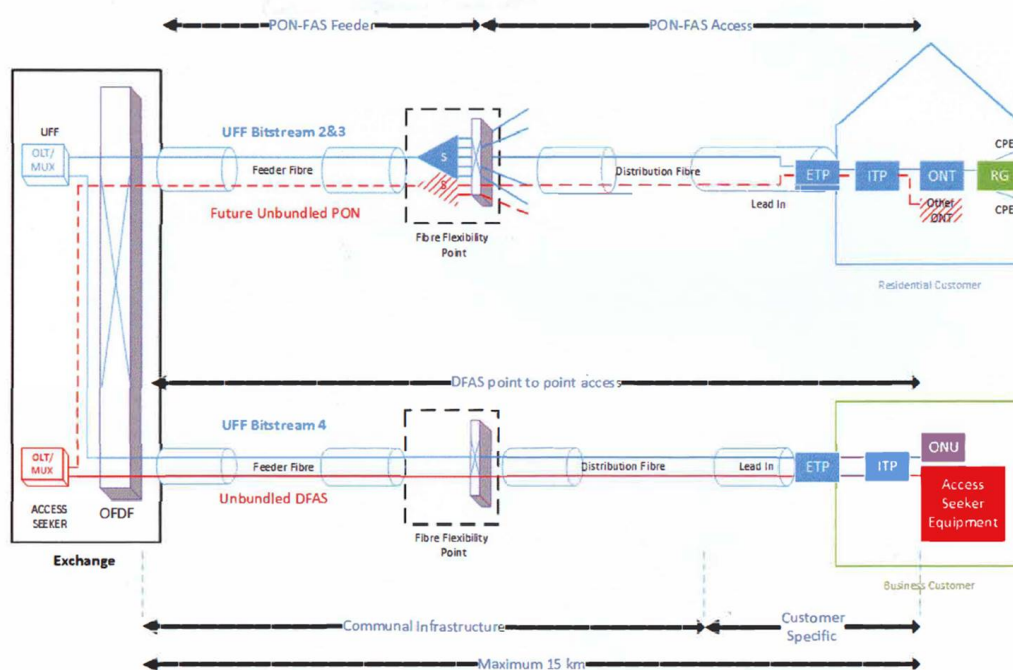 PON-FAS Feeder
PON-FAS Access
UFF
OLT/
MUX
UFF Bitstream 2&3
Feeder Fibre
S
S
Future Unbundled PON
Fibre Flexibility
Point
Distribution Fibre
Lead In
ETP
ITP
ONT
RG
CPE
CPE
Other
ONT
Residential Customer
DFAS point to point access
UFF Bitstream 4
OLT/
MUX
Feeder Fibre
Unbundled DFAS
Distribution Fibre
Lead In
ETP
ITP
ONU
Access
Seeker
Equipment
ACCESS
SEEKER
OFDF
Exchange
Fibre Flexibility
Point
Business Customer
Communal Infrastructure
Customer
Specific
Maximum 15 km